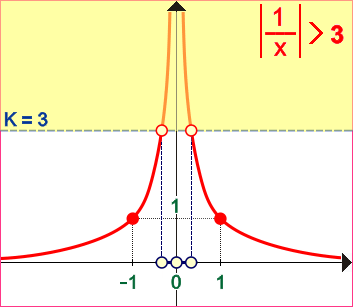 |1/x| > 3
K = 3
1
-1 0 1